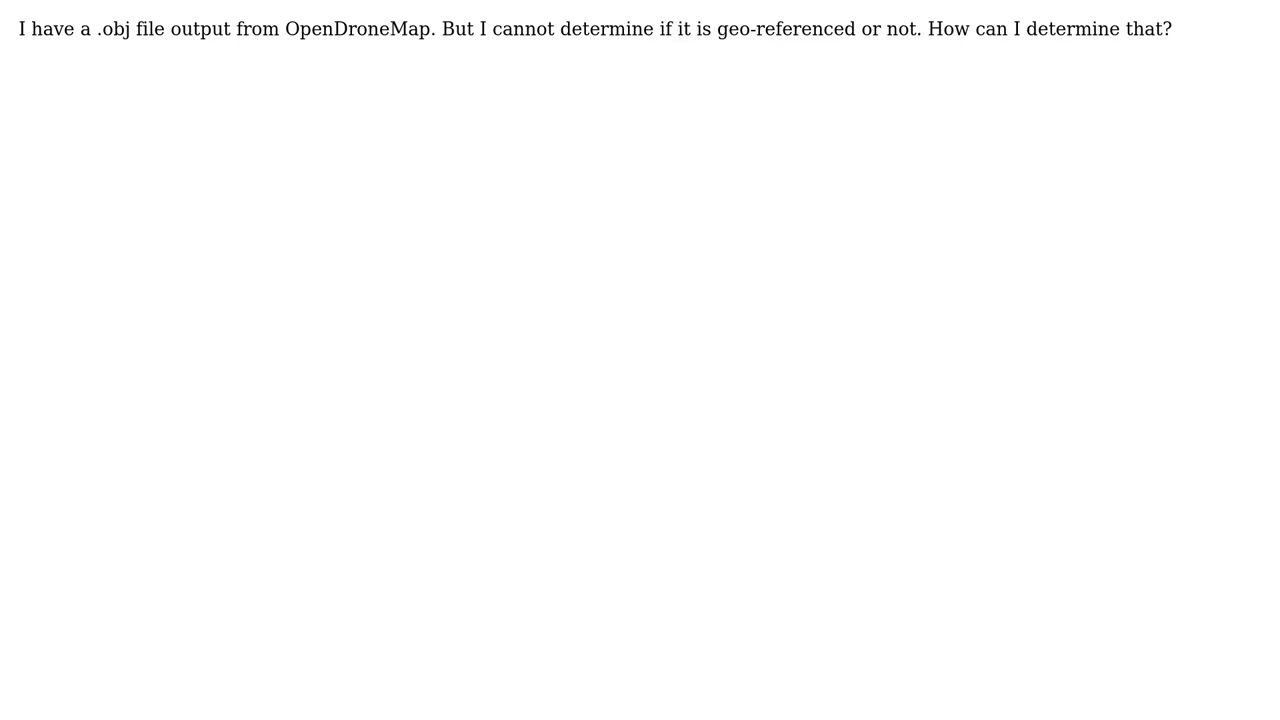 I have a .obj file output from OpenDroneMap. But I cannot determine if it is geo-referenced or not. How can I determine that?